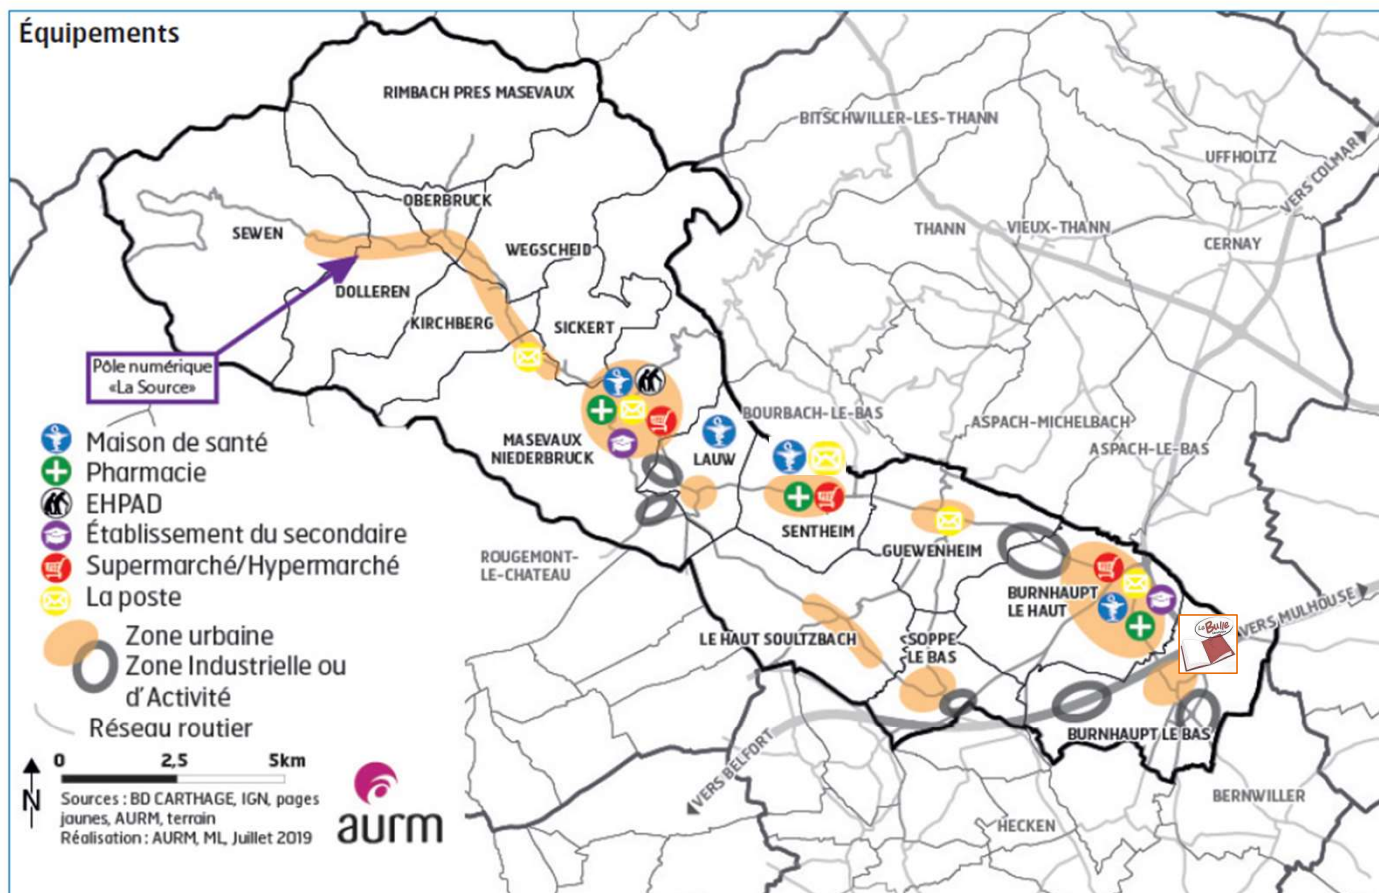 Équipements
RIMBACH PRES MASEVAUX
BITSCHWILLER-LES-THANN
UFFHOLTZ
VERS COLMAR
OBERBRUCK
SEWEN
THANN
VIEUX-THANN
CERNAY
WEGSCHEID
DOLLEREN
KIRCHBERG
SICKERT
Pôle numérique
«La Source»
BOURBACH-LE-BAS
ASPACH-MICHELBACH
ASPACH-LE-BAS
MASEVAUX
NIEDERBRUCK
LAUW
SENTHEIM
GUEWENHEIM
ROUGEMONT-
LE-CHATEAU
BURNHAUPT
LE HAUT
VERS MULHOUSE
La Bulle
LE HAUT SOULTZBACH
SOPPE
LE BAS
BURNHAUPT LE BAS
VERS BELFORT
BERNWILLER
HECKEN
Maison de santé
Pharmacie
EHPAD
Établissement du secondaire
Supermarché/Hypermarché
La poste
Zone urbaine
Zone Industrielle ou
d'Activité
Réseau routier
0 2,5 5km
N
Sources : BD CARTHAGE, IGN, pages
jaunes, AURM, terrain
Réalisation : AURM, ML, Juillet 2019
aurm